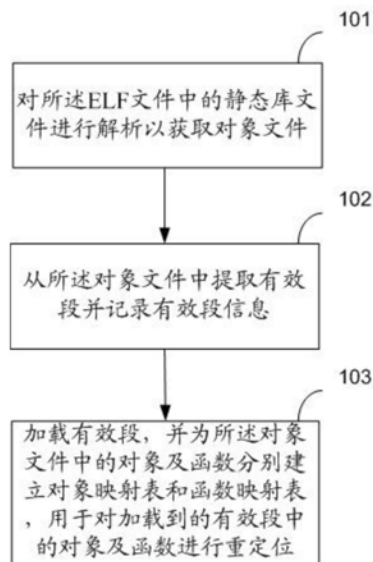 101
对所述ELF文件中的静态库文
件进行解析以获取对象文件
102
从所述对象文件中提取有效
段并记录有效段信息
103
加载有效段，并为所述对象
文件中的对象及函数分别建
立对象映射表和函数映射表
，用于对加载到的有效段中
的对象及函数进行重定位